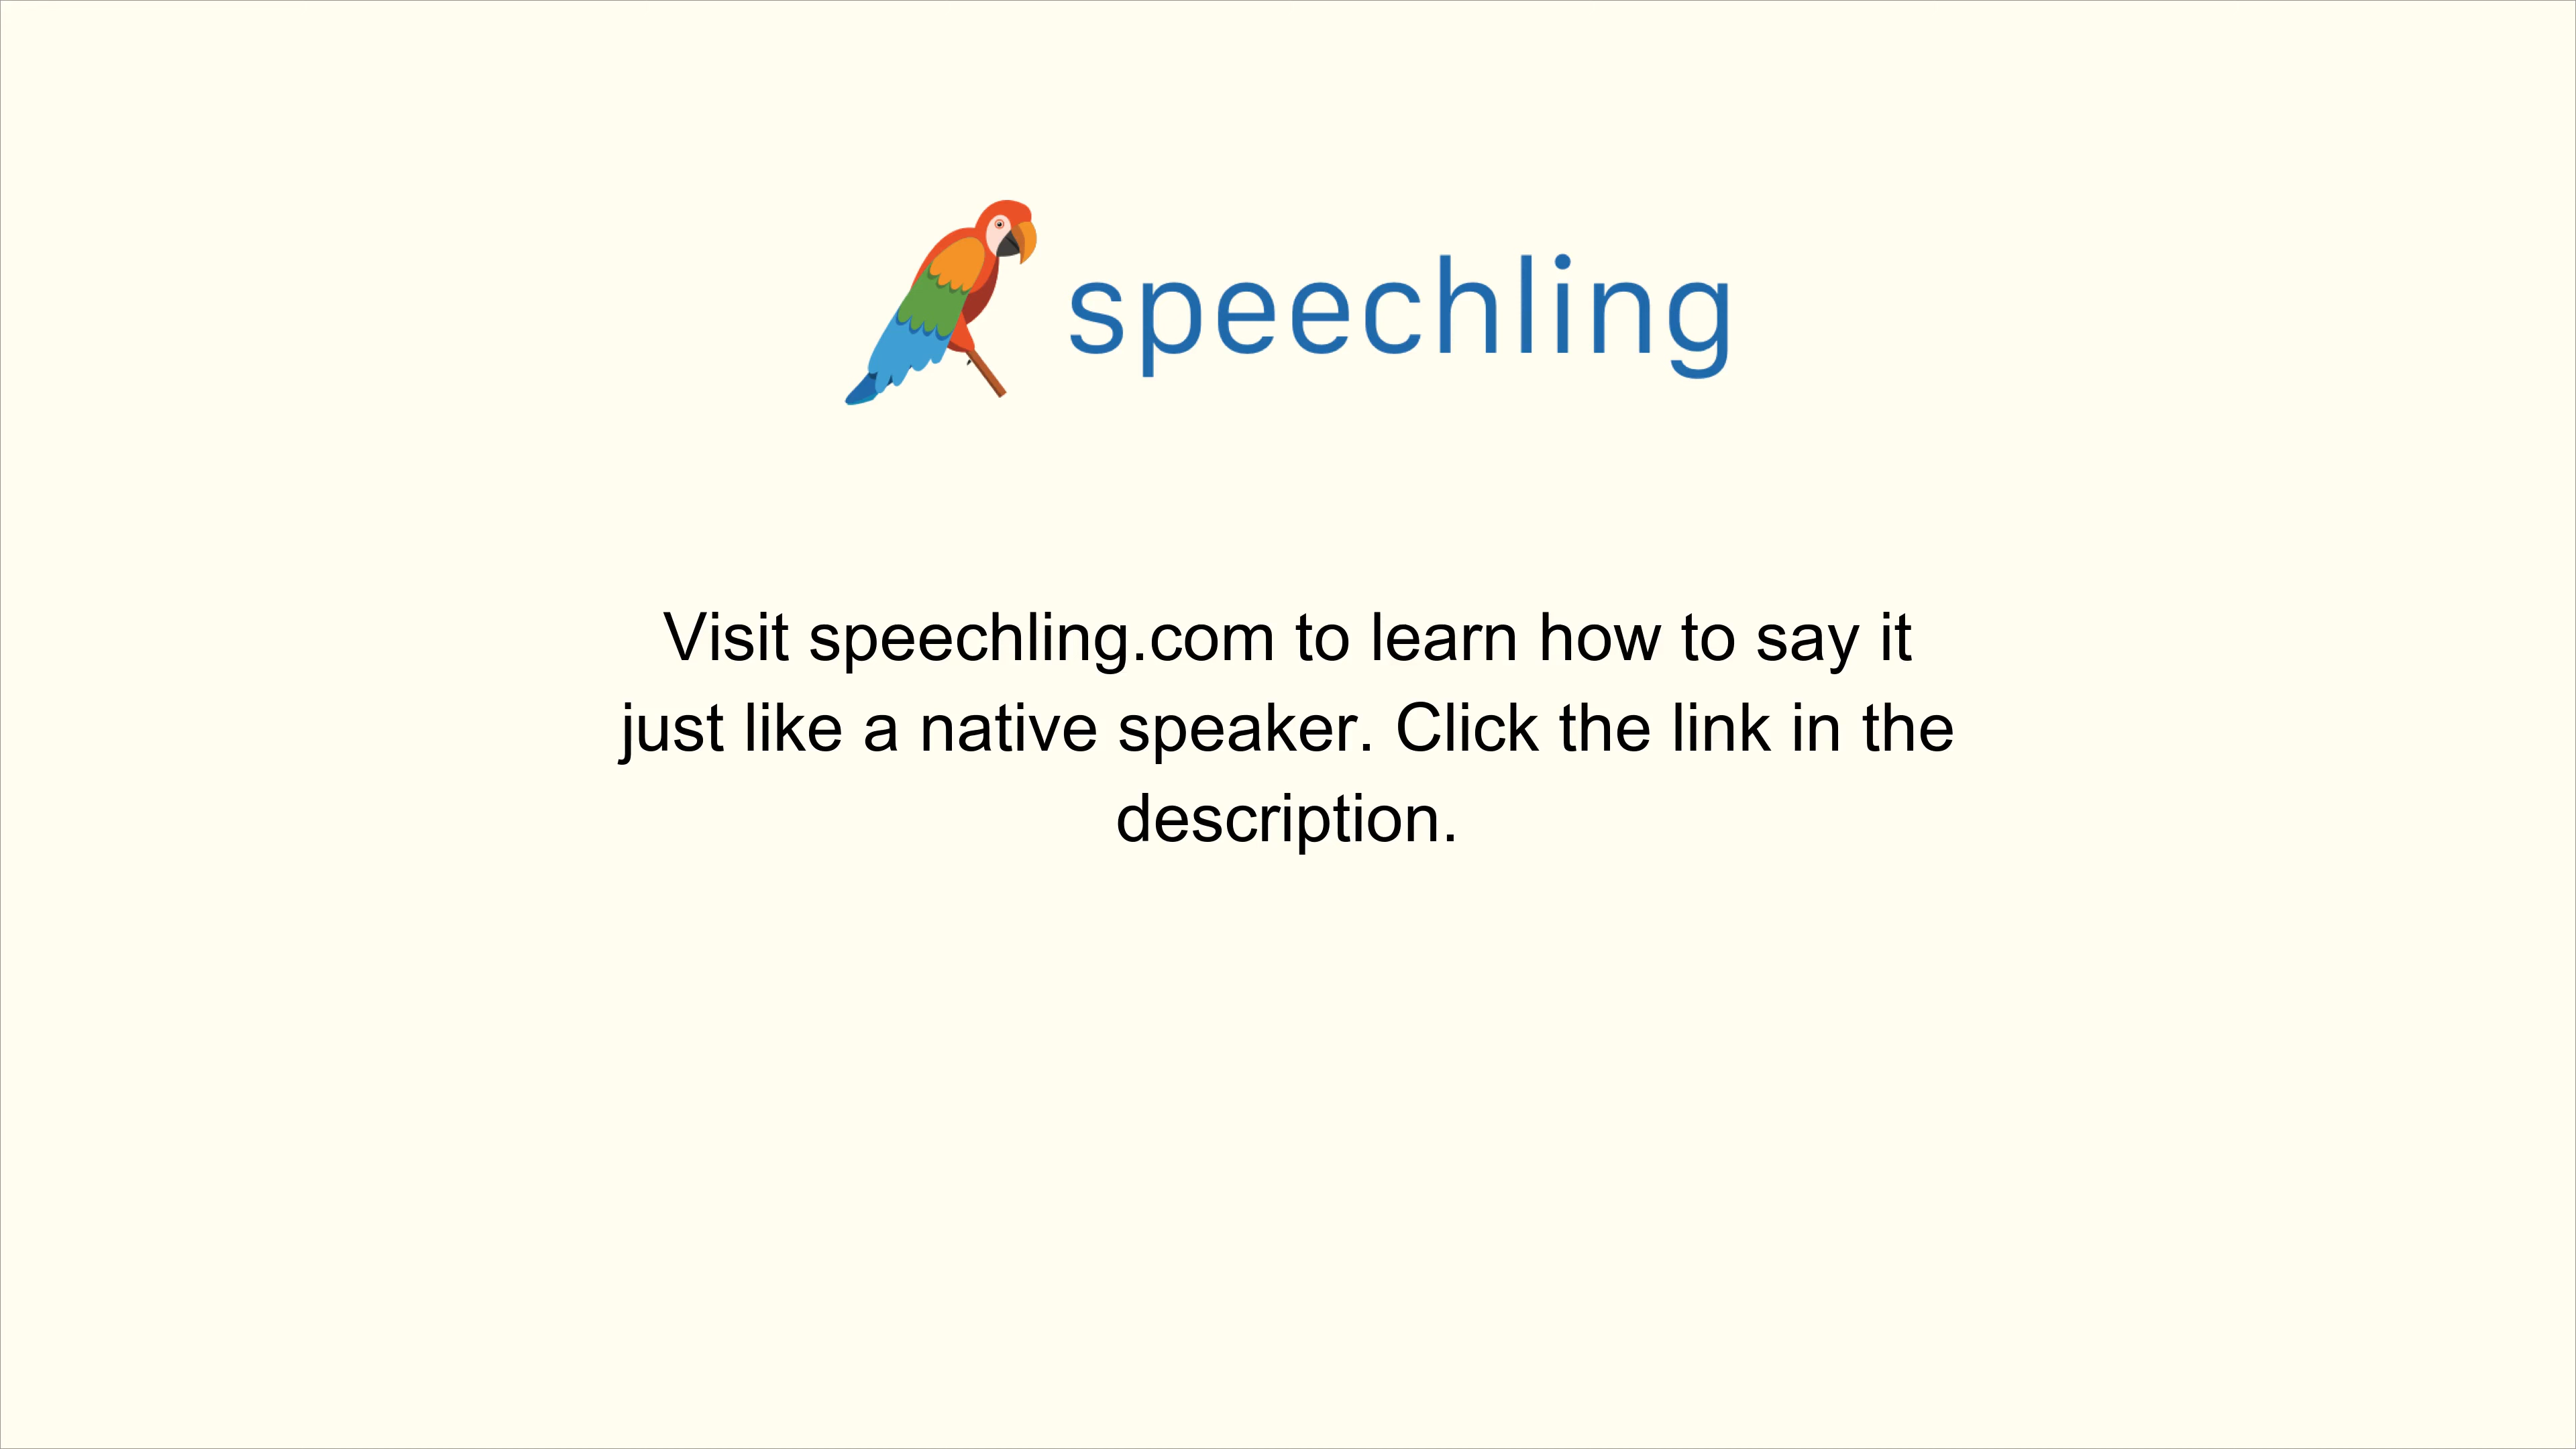 speechling
Visit speechling.com to learn how to say it
just like a native speaker. Click the link in the
description.